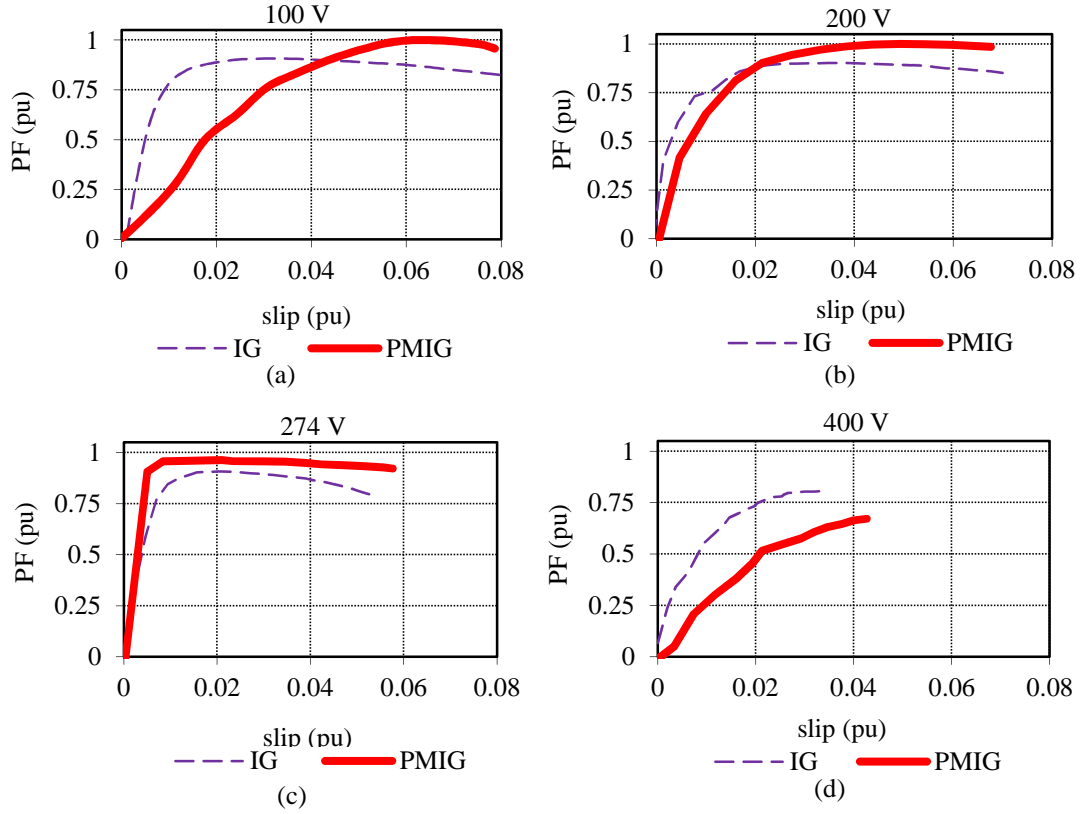 100 V
PF (pu)
1
0.75
0.5
0.25
0
0 0.02 0.04 0.06 0.08
slip (pu)
IG PMIG
(a)
200 V
PF (pu)
1
0.75
0.5
0.25
0
0 0.02 0.04 0.06 0.08
slip (pu)
IG PMIG
(b)
274 V
PF (pu)
1
0.75
0.5
0.25
0
0 0.02 0.04 0.06 0.08
slip (pu)
IG PMIG
(c)
400 V
PF (pu)
1
0.75
0.5
0.25
0
0 0.02 0.04 0.06 0.08
slip (pu)
IG PMIG
(d)